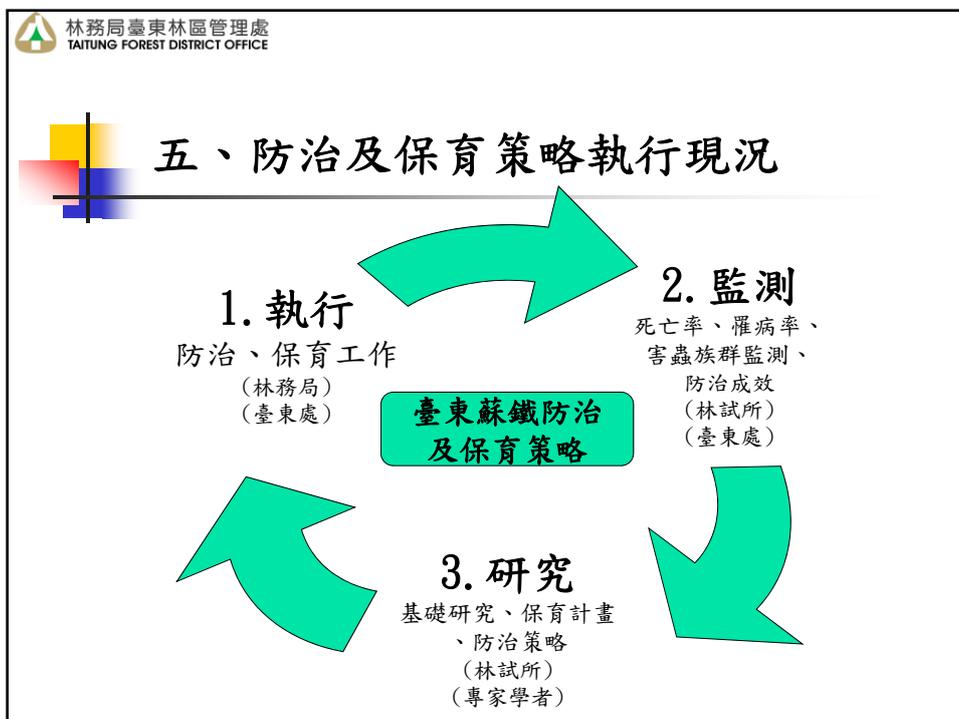 林務局臺東林區管理處
TAITUNG FOREST DISTRICT OFFICE
五、防治及保育策略執行現況
1.執行
防治、保育工作
(林務局)
(臺東處)
2.監測
死亡率、罹病率、
害蟲族群監測、
防治成效
(林試所)
(臺東處)
臺東蘇鐵防治
及保育策略
3.研究
基礎研究、保育計畫
、防治策略
(林試所)
(專家學者)